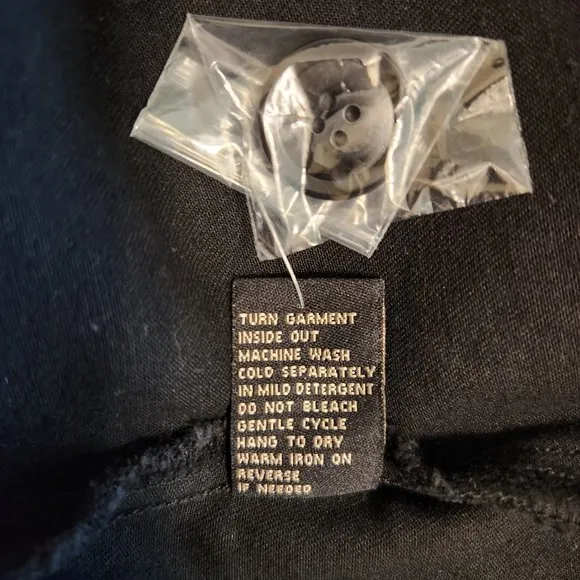 TURN GARMENT
INSIDE OUT
MACHINE WASH
COLD SEPARATELY
IN MILD DETERGENT
DO NOT BLEACH
GENTLE CYCLE
HANG TO DRY
WARM IRON ON
REVERSE
IF NEEDED